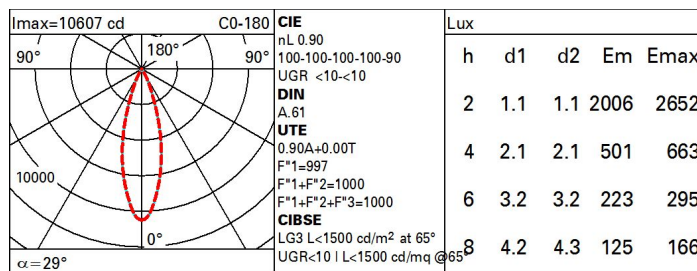 Imax=10607 cd C0-180
90° 180° 90°
10000
0°
α=29°
CIE
nL 0.90
100-100-100-100-90
UGR <10-<10
DIN
A.61
UTE
0.90A+0.00T
F"1=997
F"1+F"2=1000
F"1+F"2+F"3=1000
CIBSE
LG3 L<1500 cd/m² at 65°
UGR<10 | L<1500 cd/mq @65°
Lux
h d1 d2 Em Emax
2 1.1 1.1 2006 2652
4 2.1 2.1 501 663
6 3.2 3.2 223 295
8 4.2 4.3 125 166